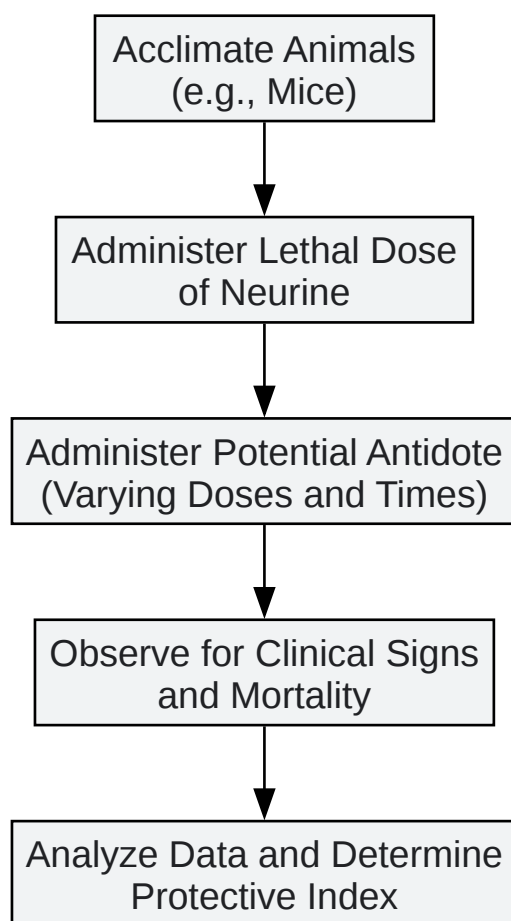 Acclimate Animals
(e.g., Mice)
Administer Lethal Dose
of Neurine
Administer Potential Antidote
(Varying Doses and Times)
Observe for Clinical Signs
and Mortality
Analyze Data and Determine
Protective Index